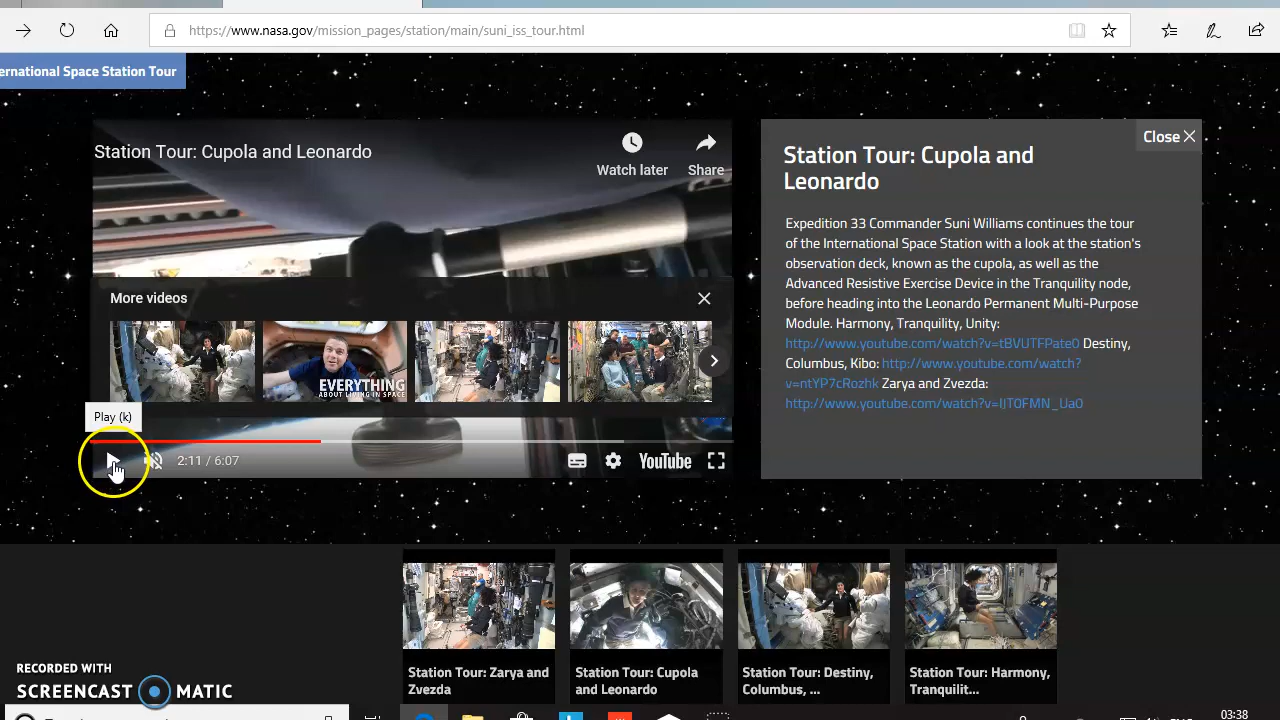 https://www.nasa.gov/mission_pages/station/main/suni_iss_tour.html
ernational Space Station Tour
Station Tour: Cupola and Leonardo
Watch later
Share
More videos
EVERYTHING
ABOUT LIVING IN SPACE
Play (k)
2:11 / 6:07
YouTube
Close
Station Tour: Cupola and
Leonardo
Expedition 33 Commander Suni Williams continues the tour
of the International Space Station with a look at the station's
observation deck, known as the cupola, as well as the
Advanced Resistive Exercise Device in the Tranquility node,
before heading into the Leonardo Permanent Multi-Purpose
Module. Harmony, Tranquility, Unity:
http://www.youtube.com/watch?v=tBVUTFPate0 Destiny,
Columbus, Kibo: http://www.youtube.com/watch?
v=ntYP7cRozhk Zarya and Zvezda:
http://www.youtube.com/watch?v=lJT0FMN_Ua0
Station Tour: Zarya and
Zvezda
Station Tour: Cupola
and Leonardo
Station Tour: Destiny,
Columbus, ...
Station Tour: Harmony,
Tranquilit...
RECORDED WITH
SCREENCAST MATIC
03:38